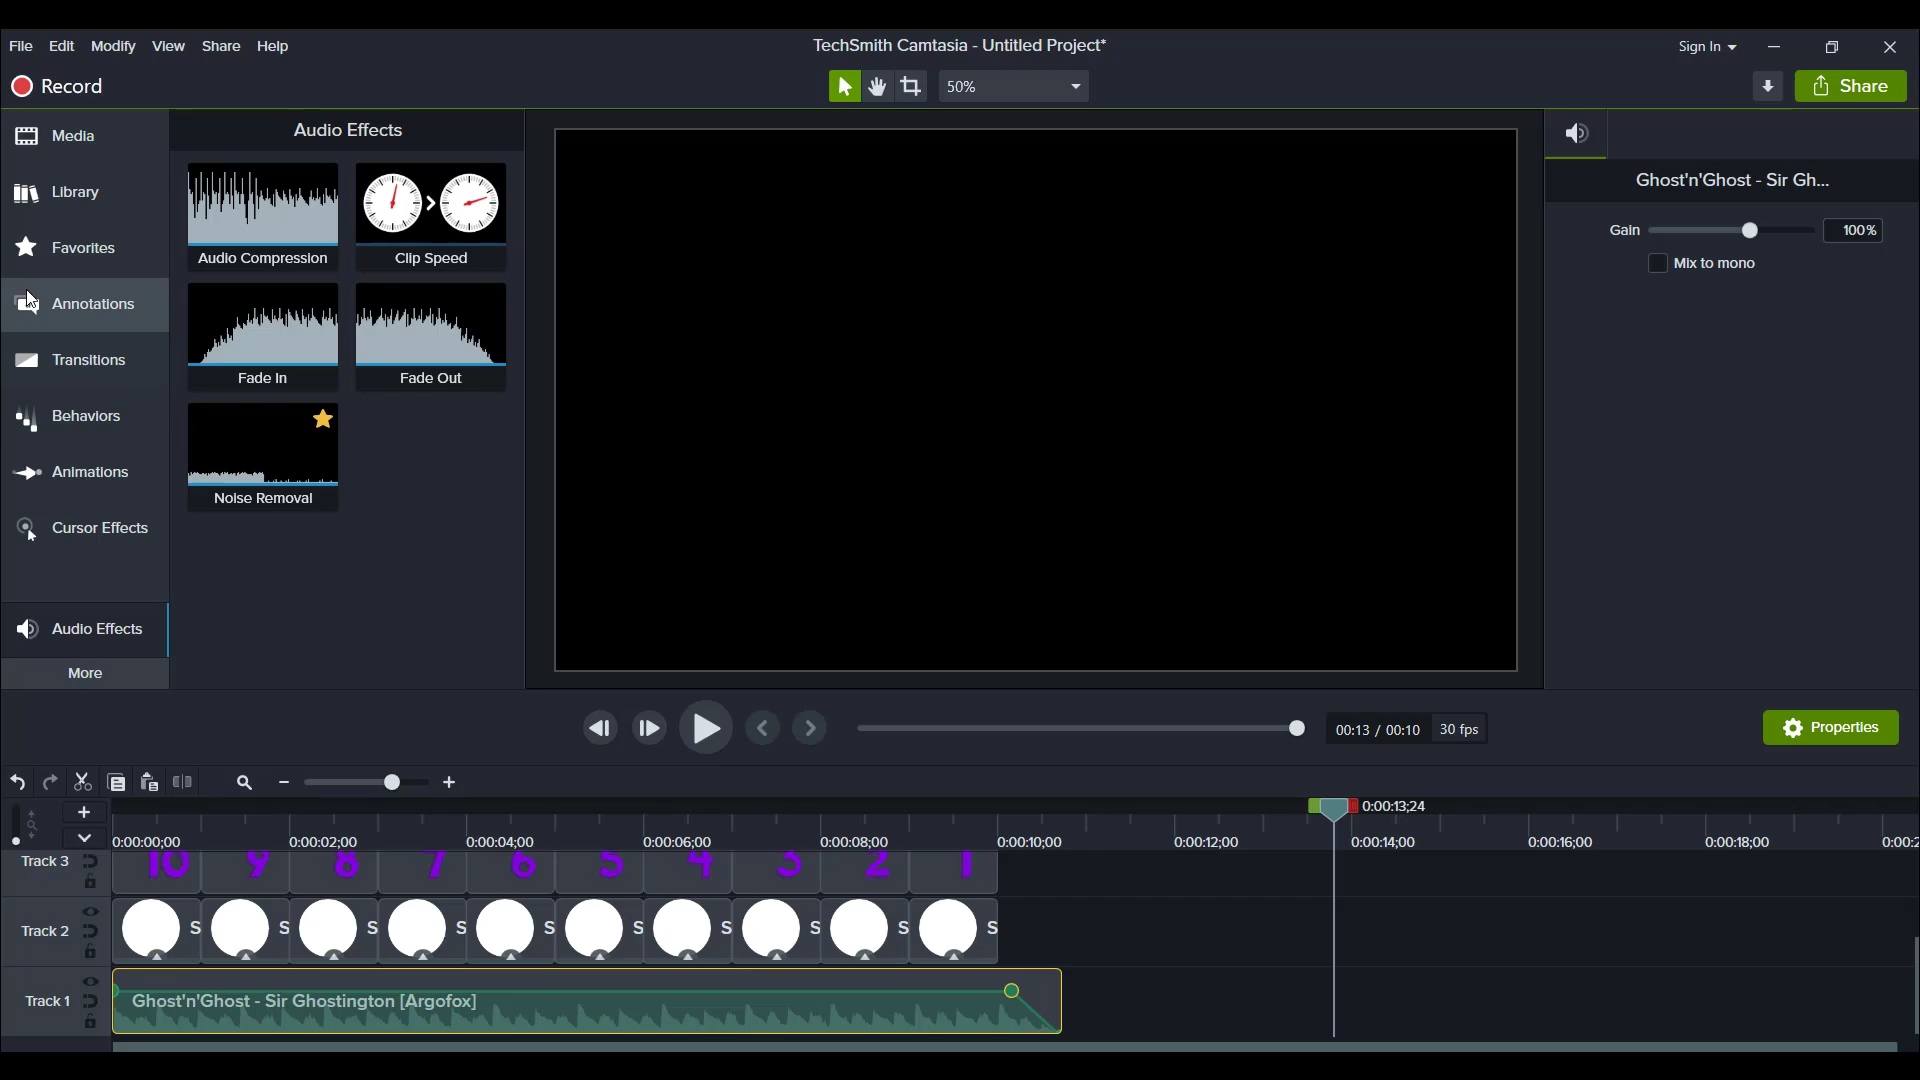 File Edit Modify View Share Help
TechSmith Camtasia - Untitled Project*
Sign In
Record
50%
Share
Media
Library
Favorites
Annotations
Transitions
Behaviors
Animations
Cursor Effects
Audio Effects
More
Audio Effects
Audio Compression
Clip Speed
Fade In
Fade Out
Noise Removal
Ghost'n'Ghost - Sir Gh...
Gain 100%
Mix to mono
00:13 / 00:10 30 fps
Properties
0:00:13;24
0:00:00;00 0:00:02;00 0:00:04;00 0:00:06;00 0:00:08;00 0:00:10;00 0:00:12;00 0:00:14;00 0:00:16;00 0:00:18;00 0:00:2
Track 3 10 9 8 7 6 5 4 3 2 1
Track 2 S S S S S S S S S S
Track 1 Ghost'n'Ghost - Sir Ghostington [Argofox]